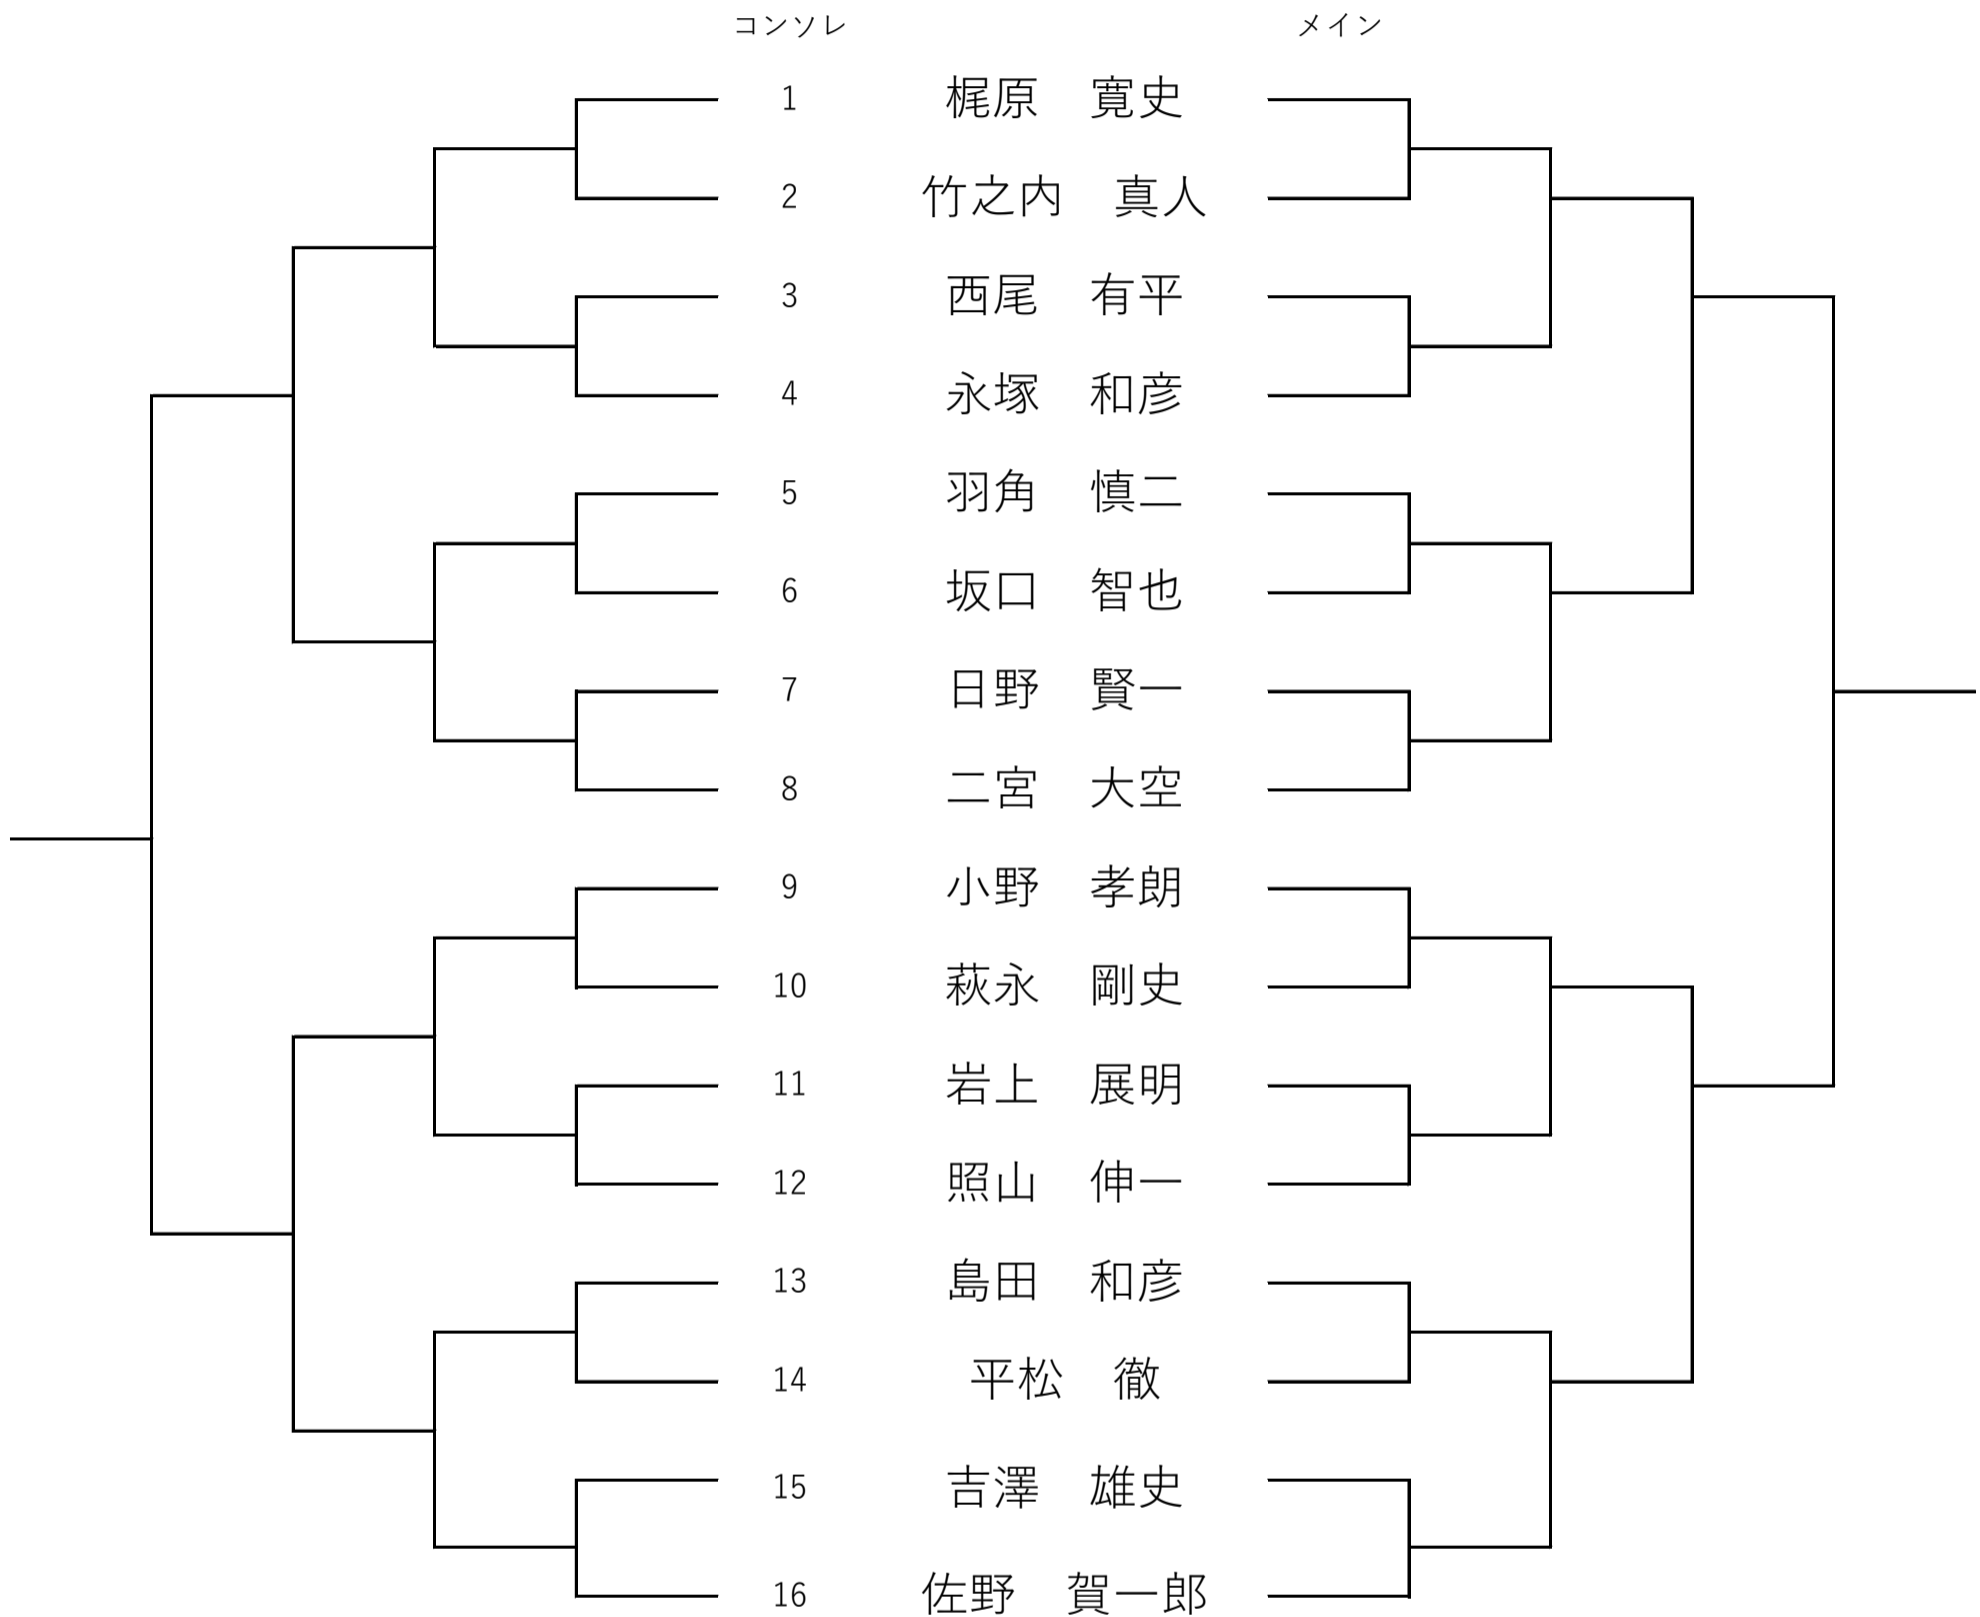 コンソレ メイン
1 梶原 寛史
2 竹之内 真人
3 西尾 有平
4 永塚 和彦
5 羽角 慎二
6 坂口 智也
7 日野 賢一
8 二宮 大空
9 小野 孝朗
10 萩永 剛史
11 岩上 展明
12 照山 伸一
13 島田 和彦
14 平松 徹
15 吉澤 雄史
16 佐野 賀一郎